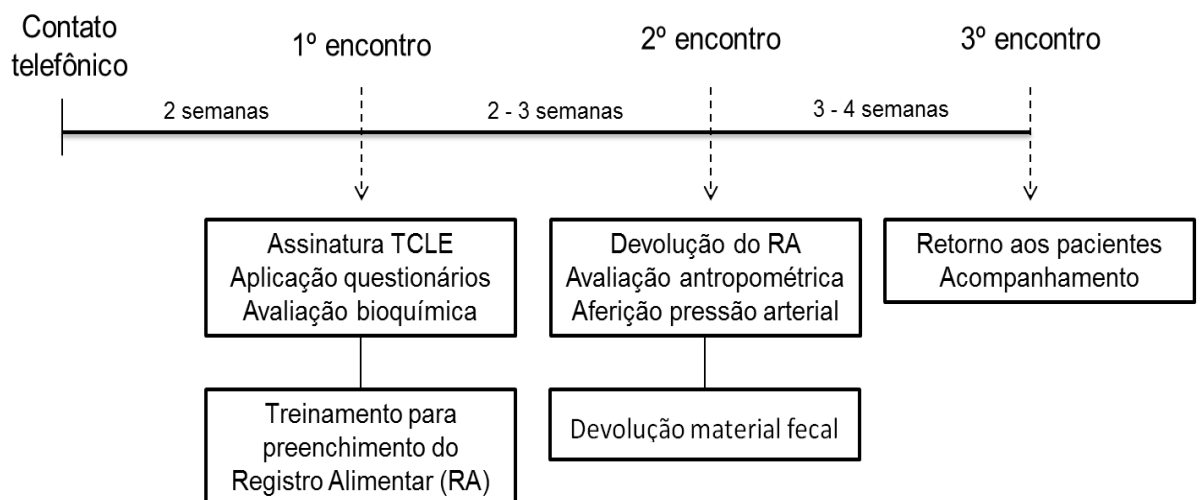 Contato
telefônico
1º encontro
2º encontro
3º encontro
2 semanas
2 - 3 semanas
3 - 4 semanas
Assinatura TCLE
Aplicação questionários
Avaliação bioquímica
Devolução do RA
Avaliação antropométrica
Aferição pressão arterial
Retorno aos pacientes
Acompanhamento
Treinamento para
preenchimento do
Registro Alimentar (RA)
Devolução material fecal